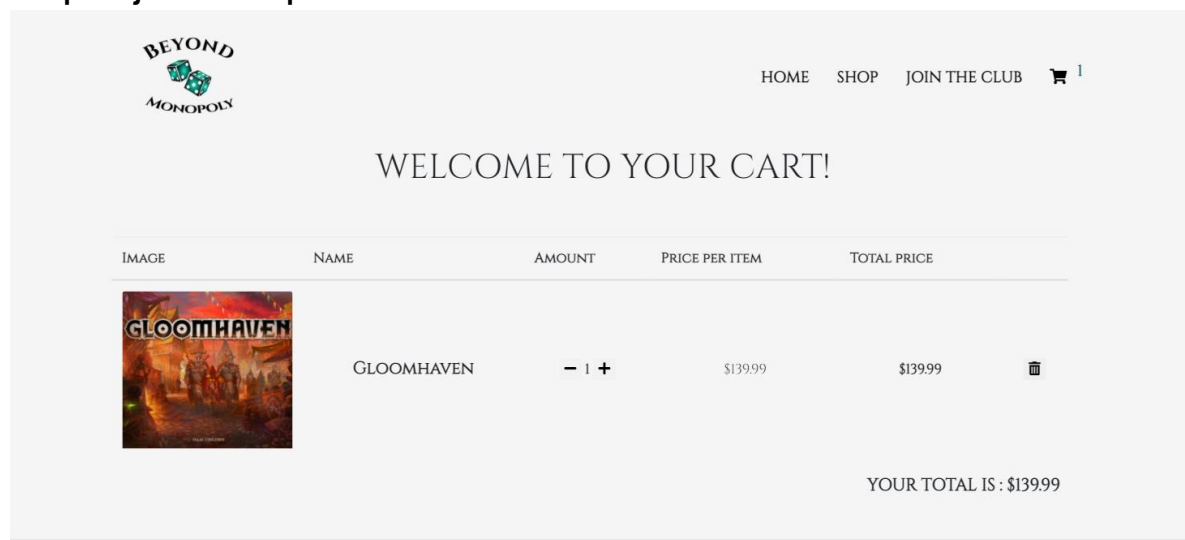 BEYOND
MONOPOLY
HOME SHOP JOIN THE CLUB 1
WELCOME TO YOUR CART!
IMAGE NAME AMOUNT PRICE PER ITEM TOTAL PRICE
GLOOMHAVEN
GLOOMHAVEN 1 $139.99 $139.99
YOUR TOTAL IS : $139.99